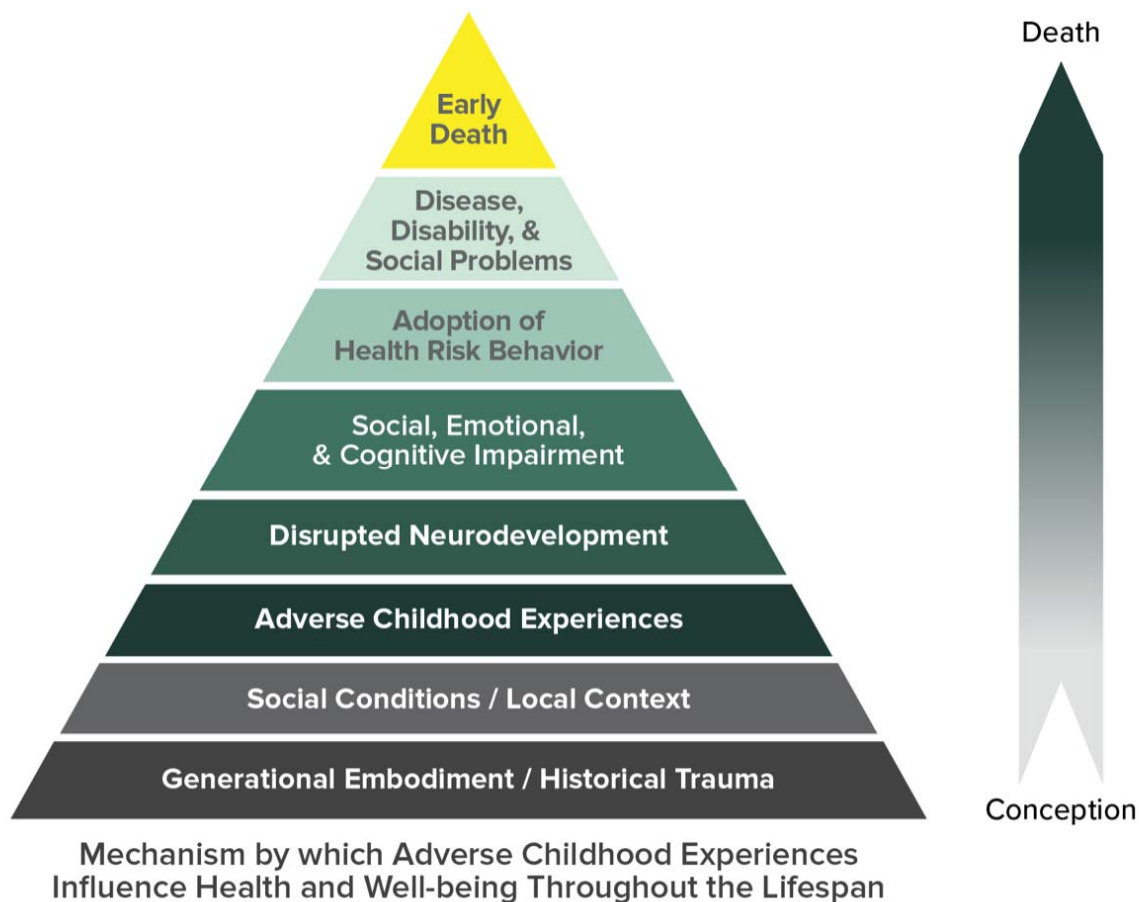 Death
Early
Death
Disease,
Disability, &
Social Problems
Adoption of
Health Risk Behavior
Social, Emotional,
& Cognitive Impairment
Disrupted Neurodevelopment
Adverse Childhood Experiences
Social Conditions / Local Context
Generational Embodiment / Historical Trauma
Conception
Mechanism by which Adverse Childhood Experiences
Influence Health and Well-being Throughout the Lifespan